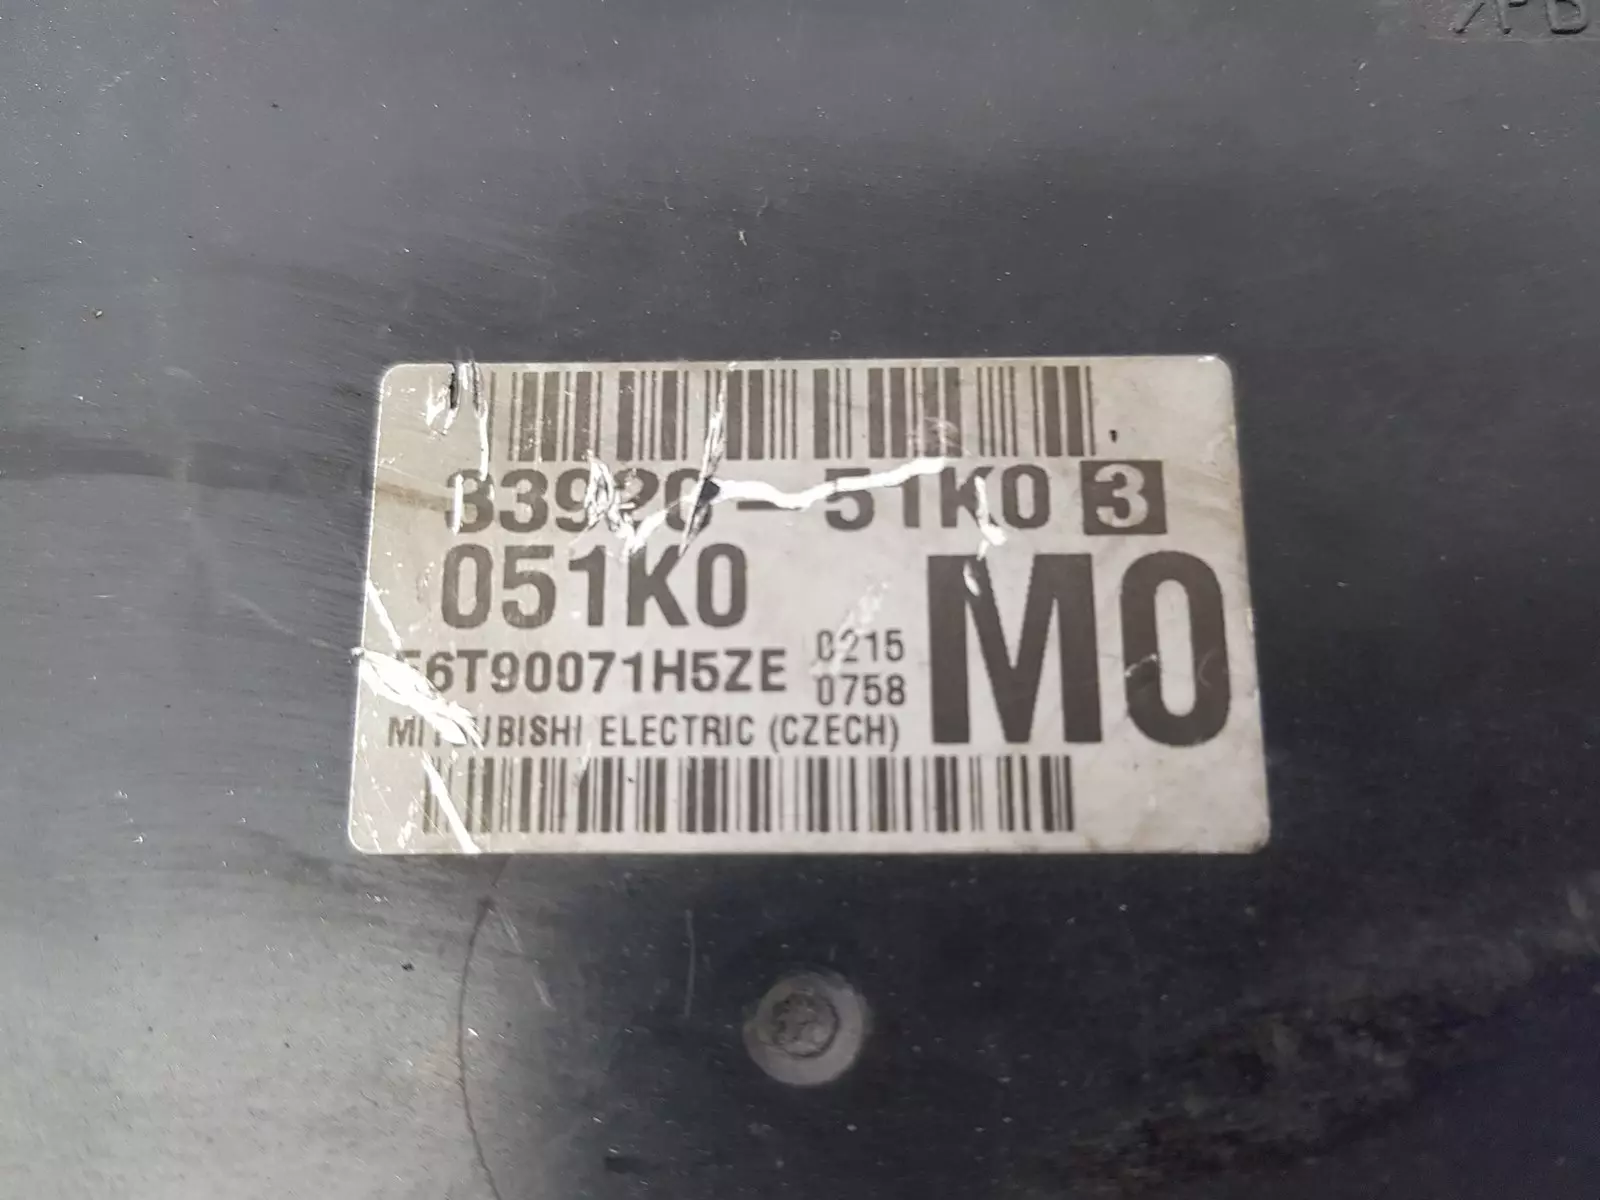 33920-51K0 3
051K0
E6T90071H5ZE
0215
0758
M0
MITSUBISHI ELECTRIC (CZECH)